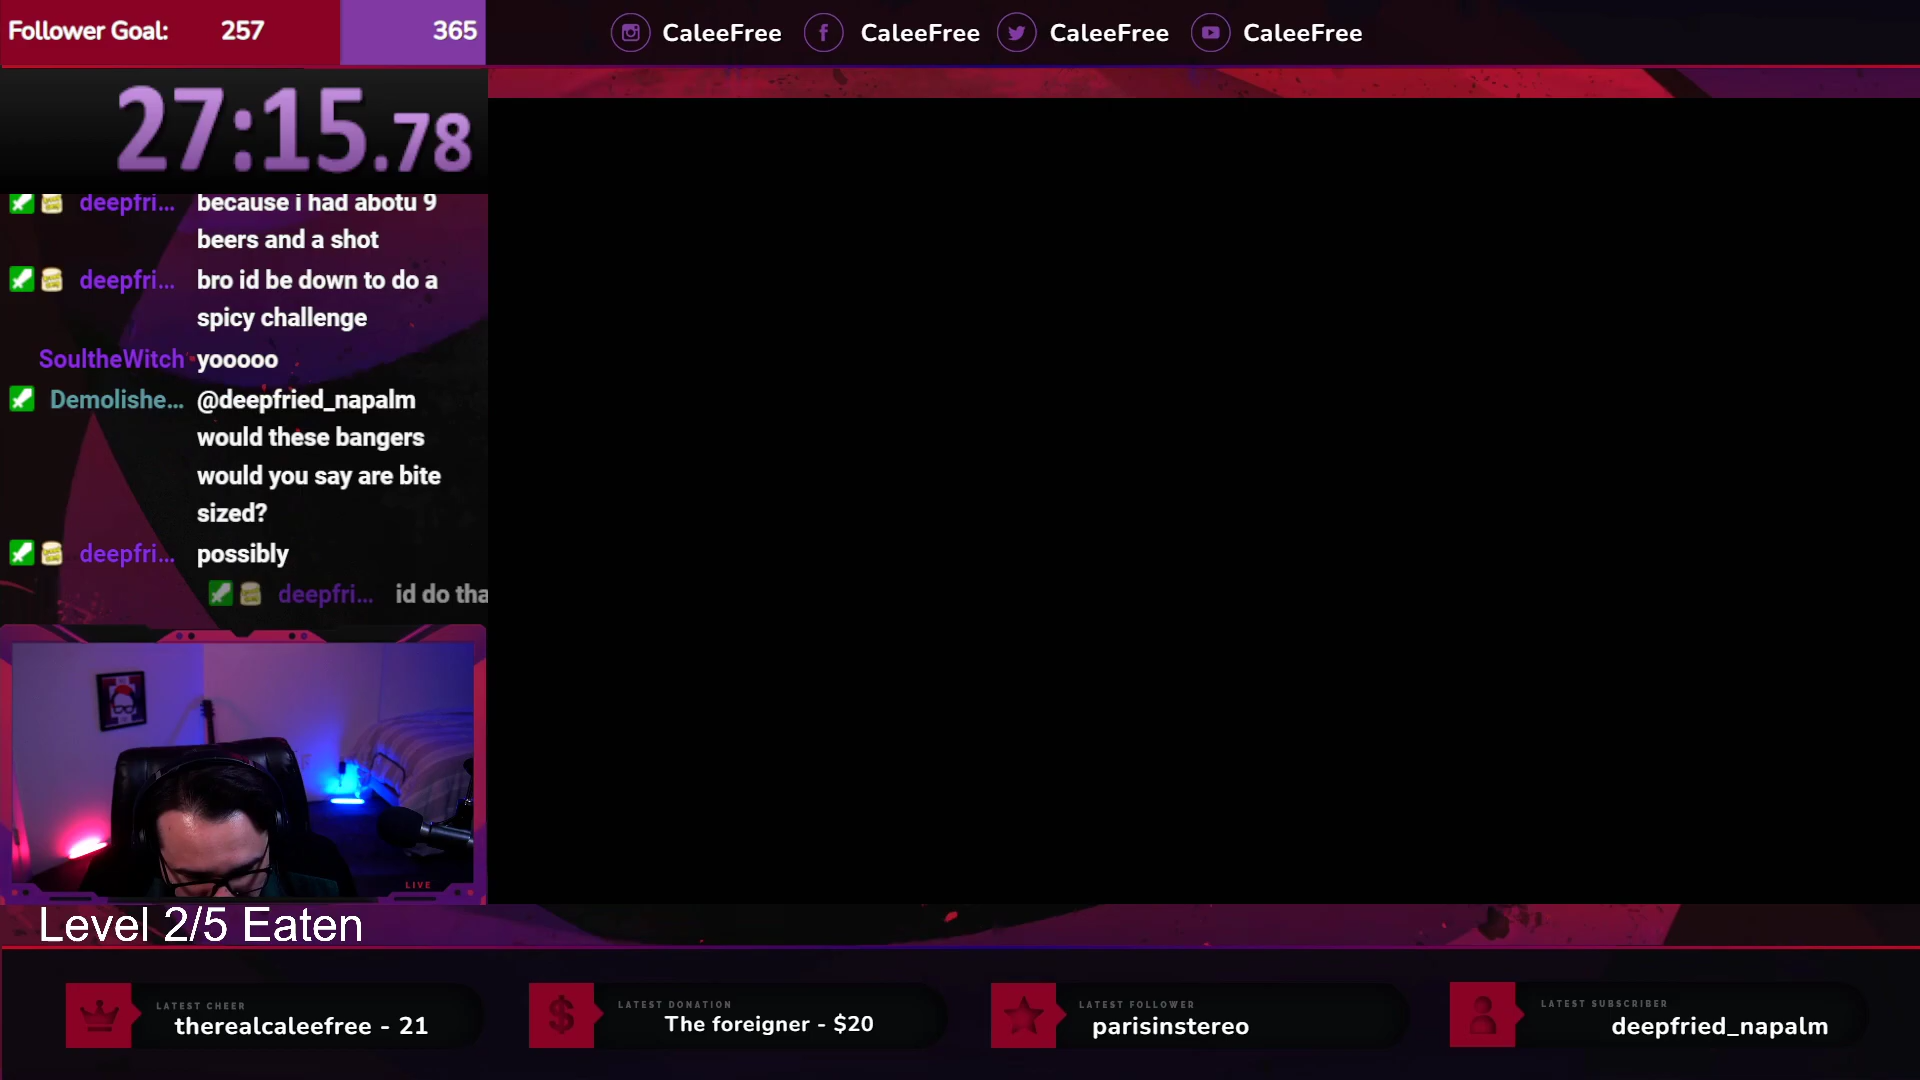 Follower Goal: 257 365
CaleeFree CaleeFree CaleeFree CaleeFree
27:15.78
deepfri... because i had abotu 9
beers and a shot
deepfri... bro id be down to do a
spicy challenge
SoultheWitch yooooo
Demolishe... @deepfried_napalm
would these bangers
would you say are bite
sized?
deepfri... possibly
deepfri... id do tha
LIVE
Level 2/5 Eaten
LATEST CHEER
therealcaleefree - 21
LATEST DONATION
The foreigner - $20
LATEST FOLLOWER
parisinstereo
LATEST SUBSCRIBER
deepfried_napalm